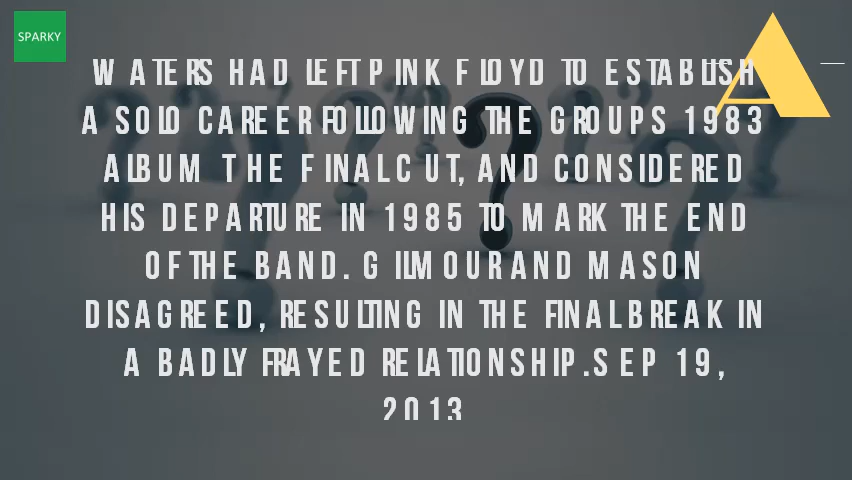 SPARKY
A
WATERS HAD LEFT PINK FLOYD TO ESTABLISH
A SOLO CAREER FOLLOWING THE GROUPS 1983
ALBUM THE FINAL CUT, AND CONSIDERED
HIS DEPARTURE IN 1985 TO MARK THE END
OF THE BAND. GILMOUR AND MASON
DISAGREED, RESULTING IN THE FINAL BREAK IN
A BADLY FRAYED RELATIONSHIP.SEP 19,
2013